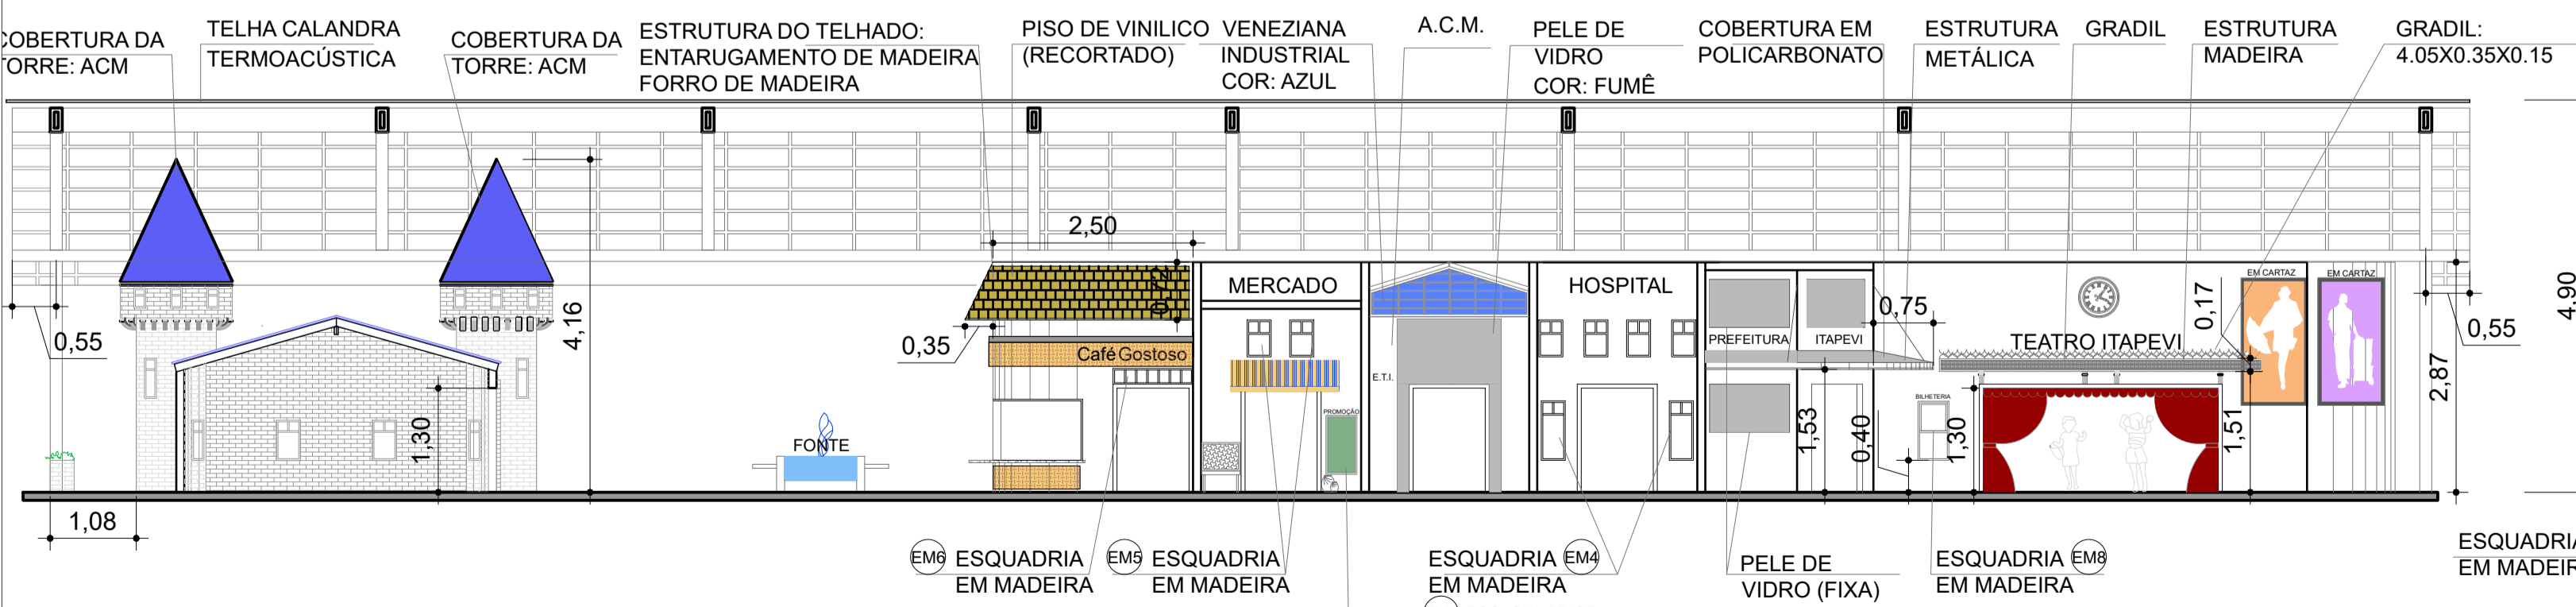 COBERTURA DA
TORRE: ACM
TELHA CALANDRA
TERMOACÚSTICA
COBERTURA DA
TORRE: ACM
ESTRUTURA DO TELHADO:
ENTARUGAMENTO DE MADEIRA
FORRO DE MADEIRA
PISO DE VINILICO
(RECORTADO)
VENEZIANA
INDUSTRIAL
COR: AZUL
A.C.M.
PELE DE
VIDRO
COR: FUMÊ
COBERTURA EM
POLICARBONATO
ESTRUTURA
METÁLICA
GRADIL
ESTRUTURA
MADEIRA
GRADIL:
4.05X0.35X0.15
2,50
0,72
MERCADO
HOSPITAL
EM CARTAZ
EM CARTAZ
4,90
0,55
4,16
0,35
Café Gostoso
E.T.I.
PREFEITURA
ITAPEVI
0,75
TEATRO ITAPEVI
0,17
0,55
2,87
1,30
FONTE
PROMOÇÃO
1,53
0,40
BILHETERIA
1,30
1,51
1,08
EM6 ESQUADRIA
EM MADEIRA
EM5 ESQUADRIA
EM MADEIRA
ESQUADRIA EM4
EM MADEIRA
PELE DE
VIDRO (FIXA)
ESQUADRIA EM8
EM MADEIRA
ESQUADRIA
EM MADEIR